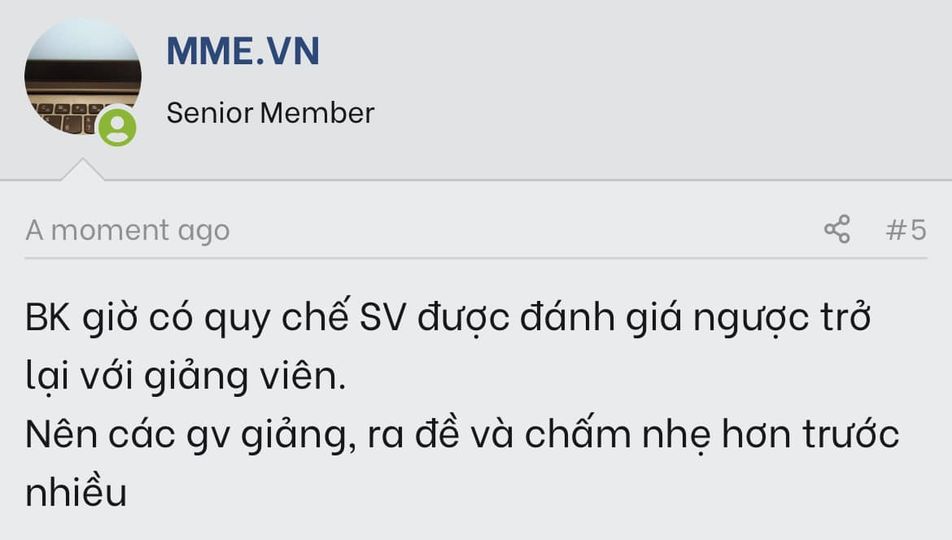 MME.VN
Senior Member
A moment ago
#5
BK giờ có quy chế SV được đánh giá ngược trở
lại với giảng viên.
Nên các gv giảng, ra đề và chấm nhẹ hơn trước
nhiều